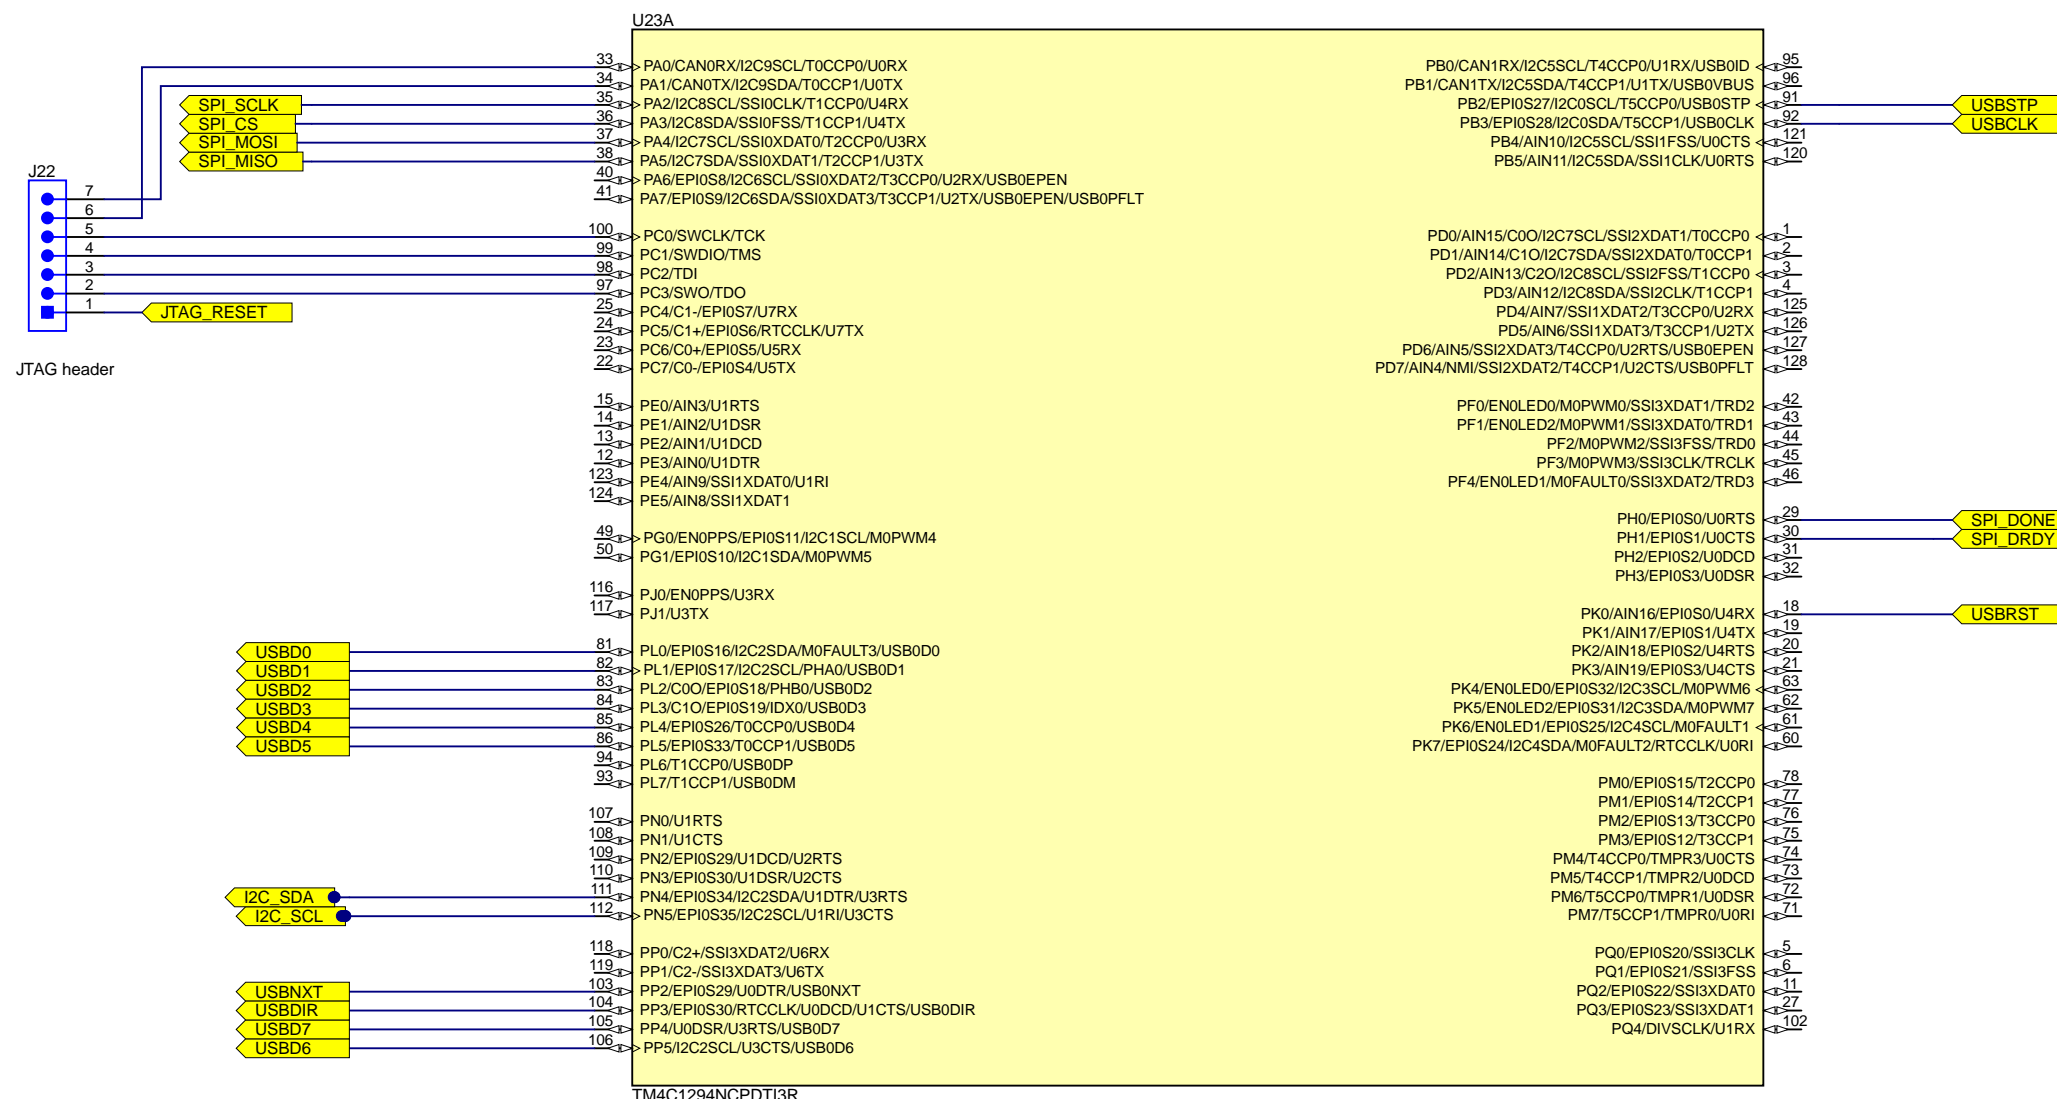 U23A
33 PA0/CAN0RX/I2C9SCL/T0CCP0/U0RX
34 PA1/CAN0TX/I2C9SDA/T0CCP1/U0TX
SPI_SCLK 35 PA2/I2C8SCL/SSI0CLK/T1CCP0/U4RX
SPI_CS 36 PA3/I2C8SDA/SSI0FSS/T1CCP1/U4TX
SPI_MOSI 37 PA4/I2C7SCL/SSI0XDAT0/T2CCP0/U3RX
SPI_MISO 38 PA5/I2C7SDA/SSI0XDAT1/T2CCP1/U3TX
40 PA6/EPI0S8/I2C6SCL/SSI0XDAT2/T3CCP0/U2RX/USB0EPEN
41 PA7/EPI0S9/I2C6SDA/SSI0XDAT3/T3CCP1/U2TX/USB0EPEN/USB0PFLT
J22
7
6
5 100 PC0/SWCLK/TCK
4 99 PC1/SWDIO/TMS
3 98 PC2/TDI
2 97 PC3/SWO/TDO
1 JTAG_RESET 25 PC4/C1-/EPI0S7/U7RX
24 PC5/C1+/EPI0S6/RTCCLK/U7TX
23 PC6/C0+/EPI0S5/U5RX
22 PC7/C0-/EPI0S4/U5TX
JTAG header
15 PE0/AIN3/U1RTS
14 PE1/AIN2/U1DSR
13 PE2/AIN1/U1DCD
12 PE3/AIN0/U1DTR
123 PE4/AIN9/SSI1XDAT0/U1RI
124 PE5/AIN8/SSI1XDAT1
49 PG0/EN0PPS/EPI0S11/I2C1SCL/M0PWM4
50 PG1/EPI0S10/I2C1SDA/M0PWM5
116 PJ0/EN0PPS/U3RX
117 PJ1/U3TX
USBD0 81 PL0/EPI0S16/I2C2SDA/M0FAULT3/USB0D0
USBD1 82 PL1/EPI0S17/I2C2SCL/PHA0/USB0D1
USBD2 83 PL2/C0O/EPI0S18/PHB0/USB0D2
USBD3 84 PL3/C1O/EPI0S19/IDX0/USB0D3
USBD4 85 PL4/EPI0S26/T0CCP0/USB0D4
USBD5 86 PL5/EPI0S33/T0CCP1/USB0D5
94 PL6/T1CCP0/USB0DP
93 PL7/T1CCP1/USB0DM
107 PN0/U1RTS
108 PN1/U1CTS
109 PN2/EPI0S29/U1DCD/U2RTS
110 PN3/EPI0S30/U1DSR/U2CTS
I2C_SDA 111 PN4/EPI0S34/I2C2SDA/U1DTR/U3RTS
I2C_SCL 112 PN5/EPI0S35/I2C2SCL/U1RI/U3CTS
118 PP0/C2+/SSI3XDAT2/U6RX
119 PP1/C2-/SSI3XDAT3/U6TX
USBNXT 103 PP2/EPI0S29/U0DTR/USB0NXT
USBDIR 104 PP3/EPI0S30/RTCCLK/U0DCD/U1CTS/USB0DIR
USBD7 105 PP4/U0DSR/U3RTS/USB0D7
USBD6 106 PP5/I2C2SCL/U3CTS/USB0D6
PB0/CAN1RX/I2C5SCL/T4CCP0/U1RX/USB0ID 95
PB1/CAN1TX/I2C5SDA/T4CCP1/U1TX/USB0VBUS 96
PB2/EPI0S27/I2C0SCL/T5CCP0/USB0STP 91 USBSTP
PB3/EPI0S28/I2C0SDA/T5CCP1/USB0CLK 92 USBCLK
PB4/AIN10/I2C5SCL/SSI1FSS/U0CTS 121
PB5/AIN11/I2C5SDA/SSI1CLK/U0RTS 120
PD0/AIN15/C0O/I2C7SCL/SSI2XDAT1/T0CCP0 1
PD1/AIN14/C1O/I2C7SDA/SSI2XDAT0/T0CCP1 2
PD2/AIN13/C2O/I2C8SCL/SSI2FSS/T1CCP0 3
PD3/AIN12/I2C8SDA/SSI2CLK/T1CCP1 4
PD4/AIN7/SSI1XDAT2/T3CCP0/U2RX 125
PD5/AIN6/SSI1XDAT3/T3CCP1/U2TX 126
PD6/AIN5/SSI2XDAT3/T4CCP0/U2RTS/USB0EPEN 127
PD7/AIN4/NMI/SSI2XDAT2/T4CCP1/U2CTS/USB0PFLT 128
PF0/EN0LED0/M0PWM0/SSI3XDAT1/TRD2 42
PF1/EN0LED2/M0PWM1/SSI3XDAT0/TRD1 43
PF2/M0PWM2/SSI3FSS/TRD0 44
PF3/M0PWM3/SSI3CLK/TRCLK 45
PF4/EN0LED1/M0FAULT0/SSI3XDAT2/TRD3 46
PH0/EPI0S0/U0RTS 29 SPI_DONE
PH1/EPI0S1/U0CTS 30 SPI_DRDY
PH2/EPI0S2/U0DCD 31
PH3/EPI0S3/U0DSR 32
PK0/AIN16/EPI0S0/U4RX 18 USBRST
PK1/AIN17/EPI0S1/U4TX 19
PK2/AIN18/EPI0S2/U4RTS 20
PK3/AIN19/EPI0S3/U4CTS 21
PK4/EN0LED0/EPI0S32/I2C3SCL/M0PWM6 63
PK5/EN0LED2/EPI0S31/I2C3SDA/M0PWM7 62
PK6/EN0LED1/EPI0S25/I2C4SCL/M0FAULT1 61
PK7/EPI0S24/I2C4SDA/M0FAULT2/RTCCLK/U0RI 60
PM0/EPI0S15/T2CCP0 78
PM1/EPI0S14/T2CCP1 77
PM2/EPI0S13/T3CCP0 76
PM3/EPI0S12/T3CCP1 75
PM4/T4CCP0/TMPR3/U0CTS 74
PM5/T4CCP1/TMPR2/U0DCD 73
PM6/T5CCP0/TMPR1/U0DSR 72
PM7/T5CCP1/TMPR0/U0RI 71
PQ0/EPI0S20/SSI3CLK 5
PQ1/EPI0S21/SSI3FSS 6
PQ2/EPI0S22/SSI3XDAT0 11
PQ3/EPI0S23/SSI3XDAT1 27
PQ4/DIVSCLK/U1RX 102
TM4C1294NCPDTI3R